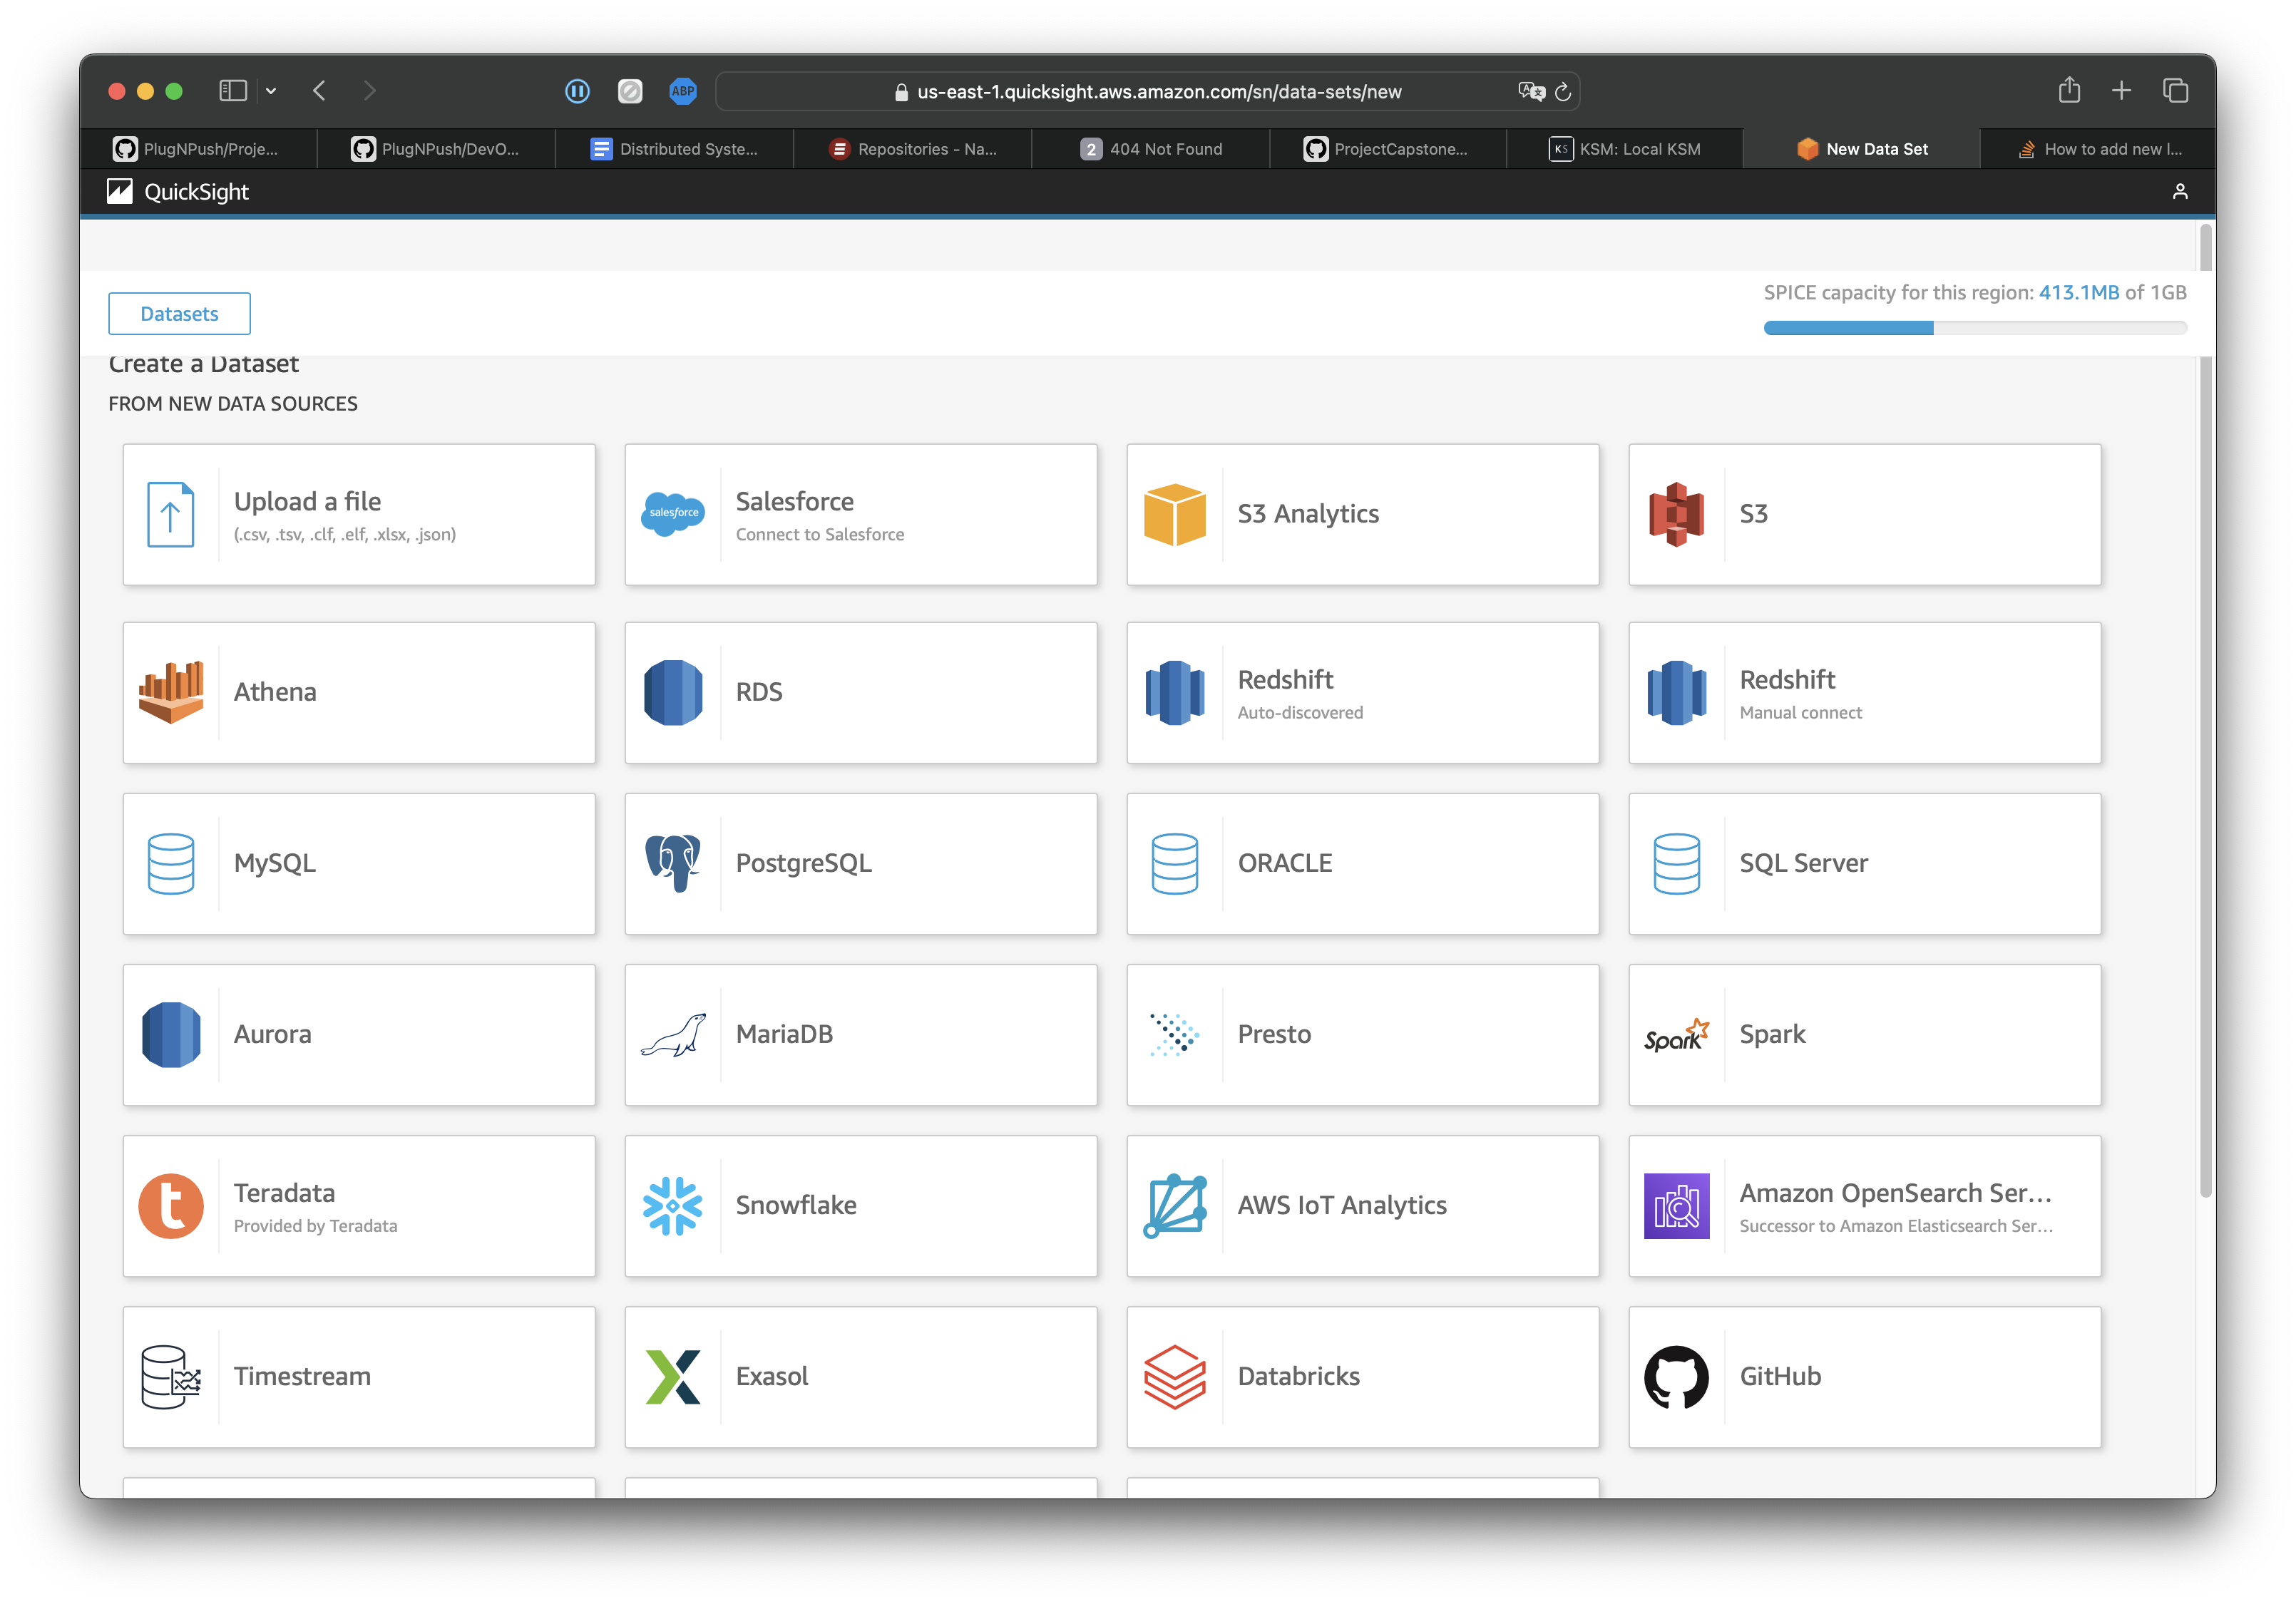 ABP
us-east-1.quicksight.aws.amazon.com/sn/data-sets/new
PlugNPush/Proje...
PlugNPush/DevO...
Distributed Syste...
Repositories - Na...
2 404 Not Found
ProjectCapstone...
KS KSM: Local KSM
New Data Set
How to add new l...
QuickSight
Datasets
SPICE capacity for this region: 413.1MB of 1GB
Create a Dataset
FROM NEW DATA SOURCES
Upload a file
(.csv, .tsv, .clf, .elf, .xlsx, .json)
salesforce
Salesforce
Connect to Salesforce
S3 Analytics
S3
Athena
RDS
Redshift
Auto-discovered
Redshift
Manual connect
MySQL
PostgreSQL
ORACLE
SQL Server
Aurora
MariaDB
Presto
Spark
Spark
t
Teradata
Provided by Teradata
Snowflake
AWS IoT Analytics
Amazon OpenSearch Ser...
Successor to Amazon Elasticsearch Ser...
Timestream
Exasol
Databricks
GitHub